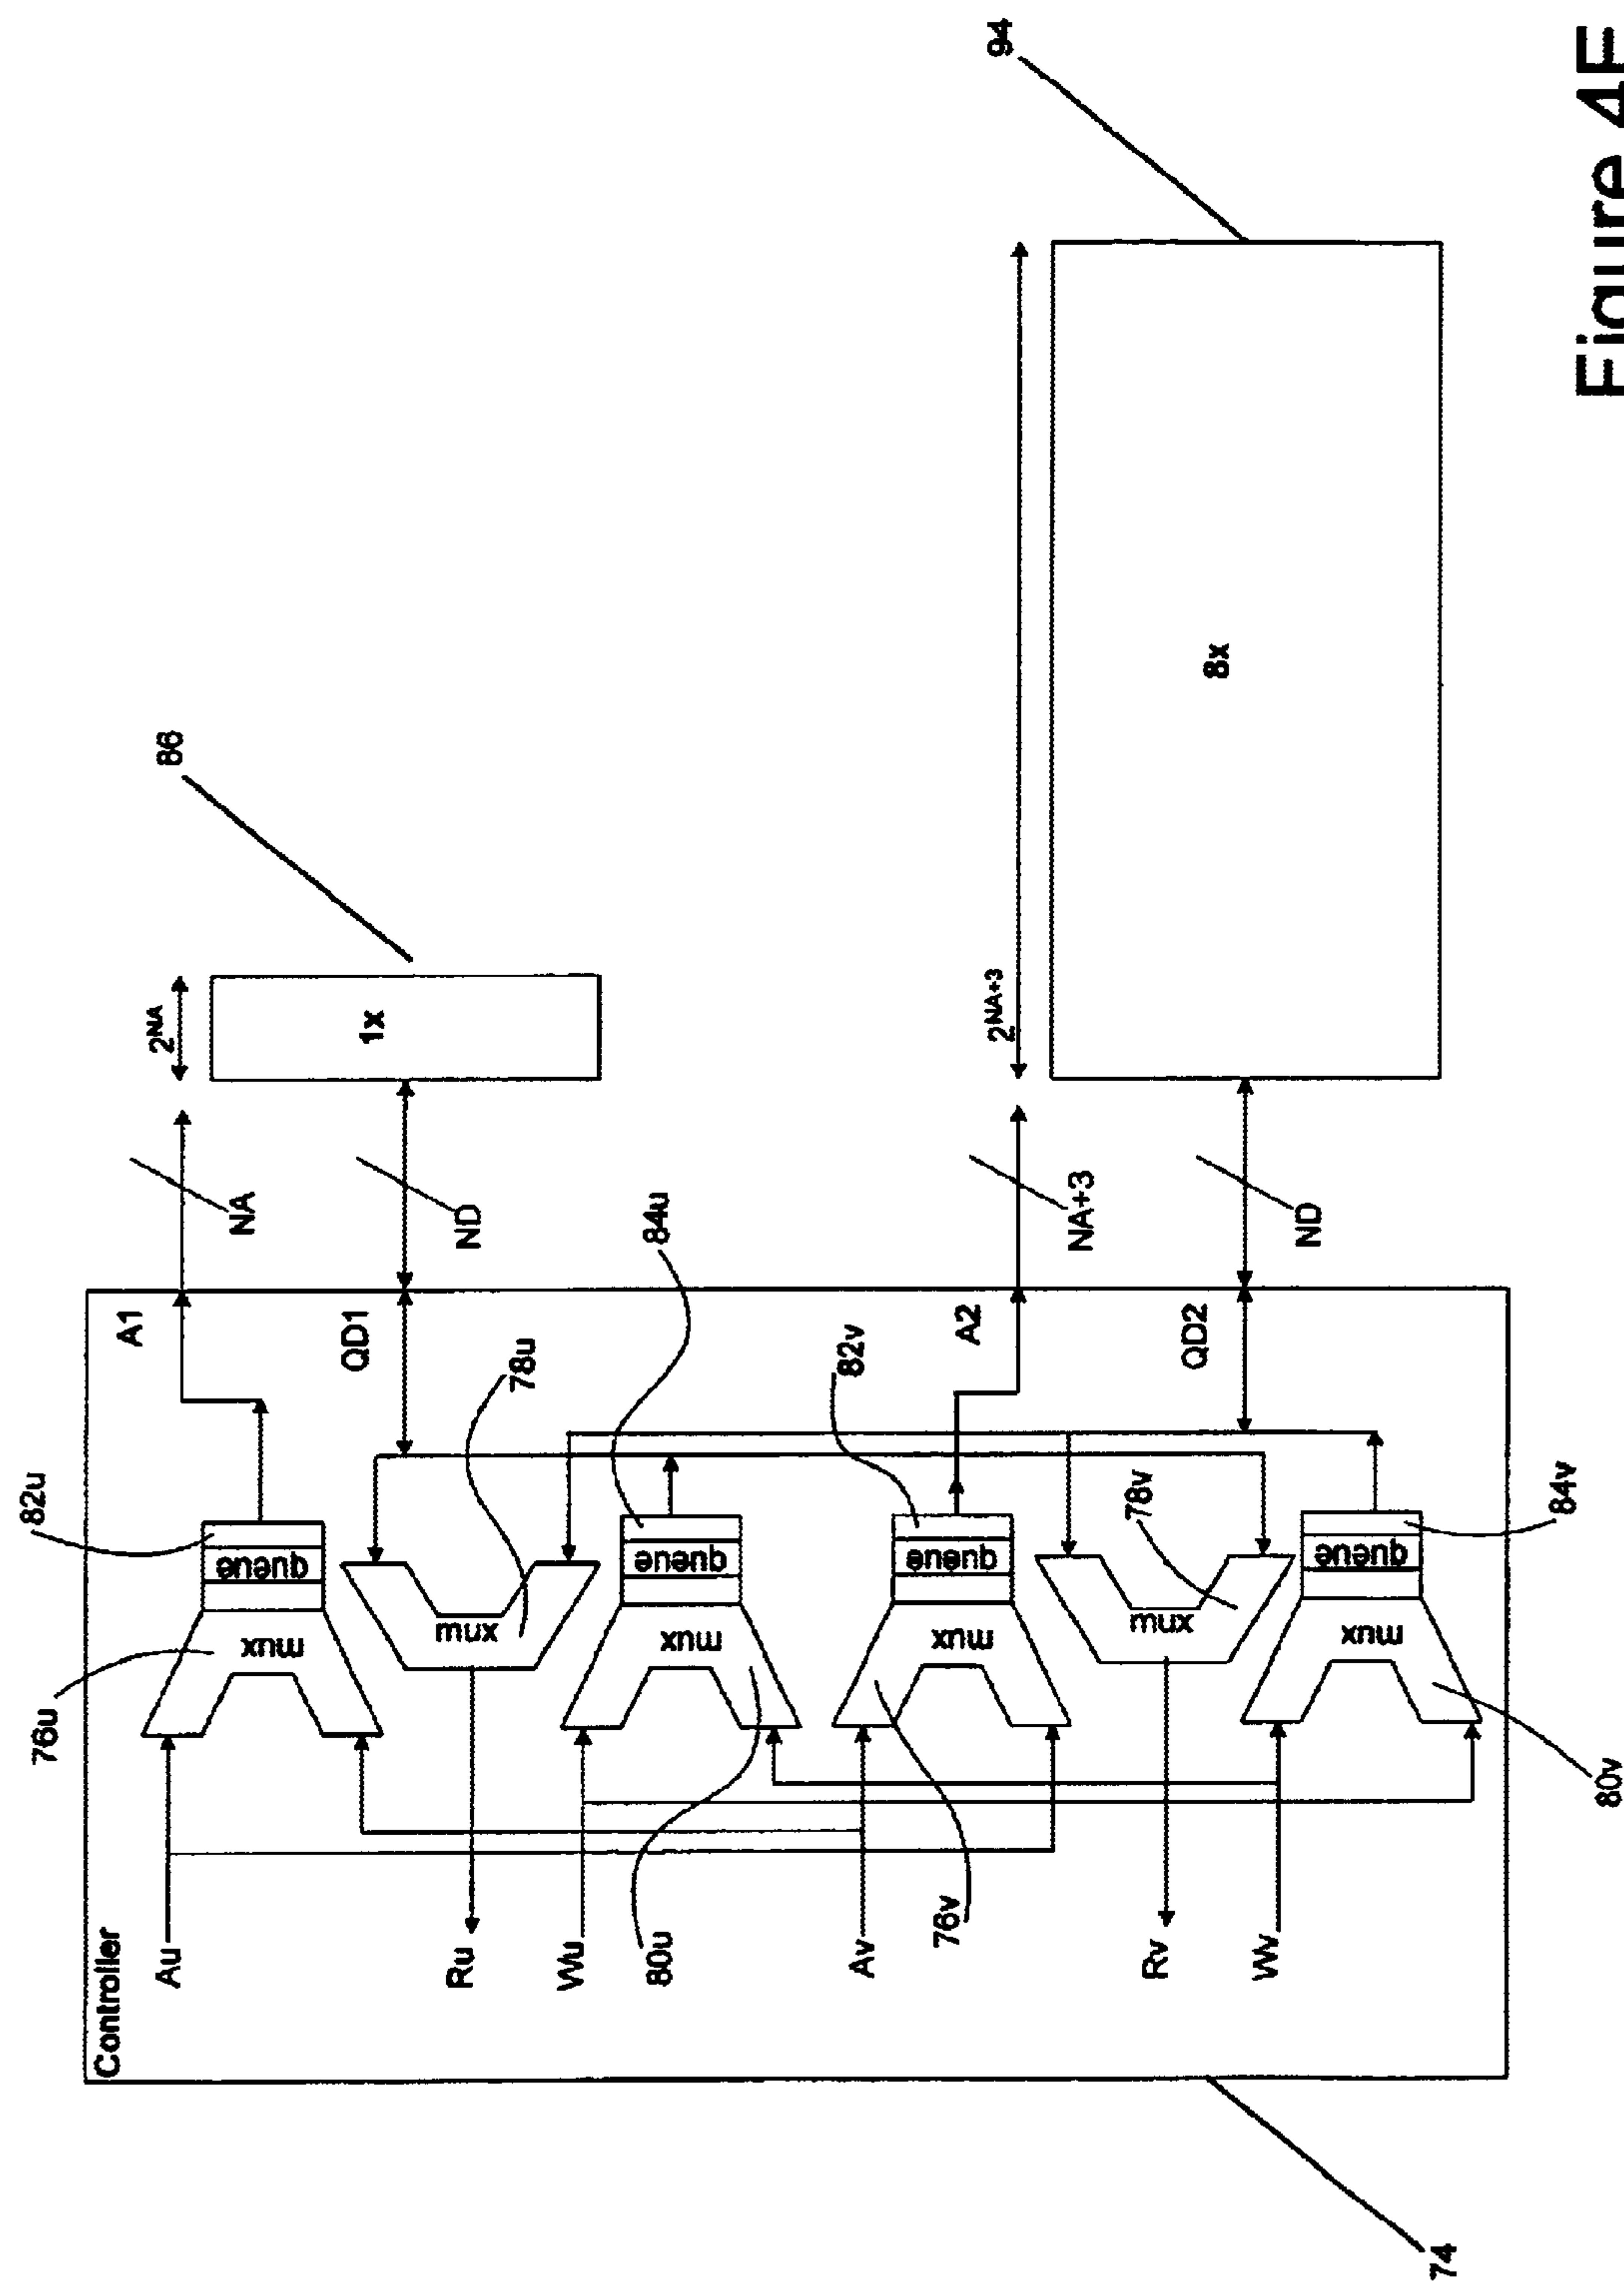 Controller
Au
Ru
Wu
Av
Rv
Wv
76u
82u
mux
queue
78u
mux
80u
84u
mux
queue
76v
82v
mux
queue
78v
mux
80v
84v
mux
queue
A1
QD1
A2
QD2
NA
ND
NA+3
ND
2^NA
1x
86
2^NA+3
8x
94
74
Figure